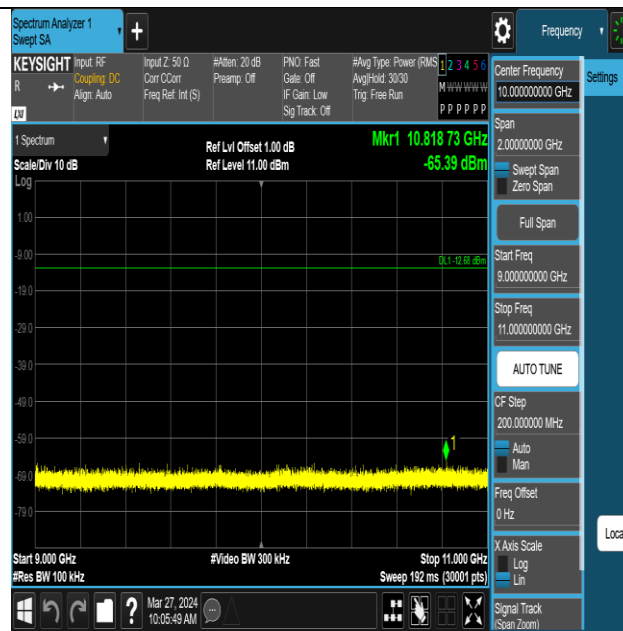 Spectrum Analyzer 1
Swept SA
+
Frequency
KEYSIGHT
R
LXI
Input: RF
Coupling: DC
Align: Auto
Input Z: 50 Ω
Corr CCorr
Freq Ref: Int (S)
#Atten: 20 dB
Preamp: Off
PNO: Fast
Gate: Off
IF Gain: Low
Sig Track: Off
#Avg Type: Power (RMS
Avg|Hold: 30/30
Trig: Free Run
1 2 3 4 5 6
M W W W W W
P P P P P P
1 Spectrum
Scale/Div 10 dB
Log
Ref Lvl Offset 1.00 dB
Ref Level 11.00 dBm
Mkr1 10.818 73 GHz
-65.39 dBm
1.00
-9.00
DL1 -12.68 dBm
-19.0
-29.0
-39.0
-49.0
-59.0
1
-69.0
-79.0
Start 9.000 GHz
#Res BW 100 kHz
#Video BW 300 kHz
Stop 11.000 GHz
Sweep 192 ms (30001 pts)
Mar 27, 2024
10:05:49 AM
Center Frequency
10.000000000 GHz
Span
2.00000000 GHz
Swept Span
Zero Span
Full Span
Start Freq
9.000000000 GHz
Stop Freq
11.000000000 GHz
AUTO TUNE
CF Step
200.000000 MHz
Auto
Man
Freq Offset
0 Hz
X Axis Scale
Log
Lin
Signal Track
(Span Zoom)
Settings
Loca